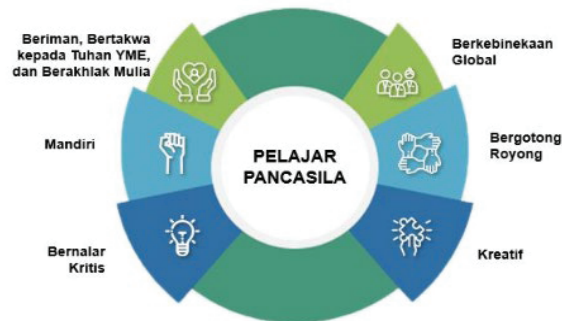 Beriman, Bertakwa
kepada Tuhan YME,
dan Berakhlak Mulia
Berkebinekaan
Global
Mandiri
PELAJAR
PANCASILA
Bergotong
Royong
Bernalar
Kritis
Kreatif